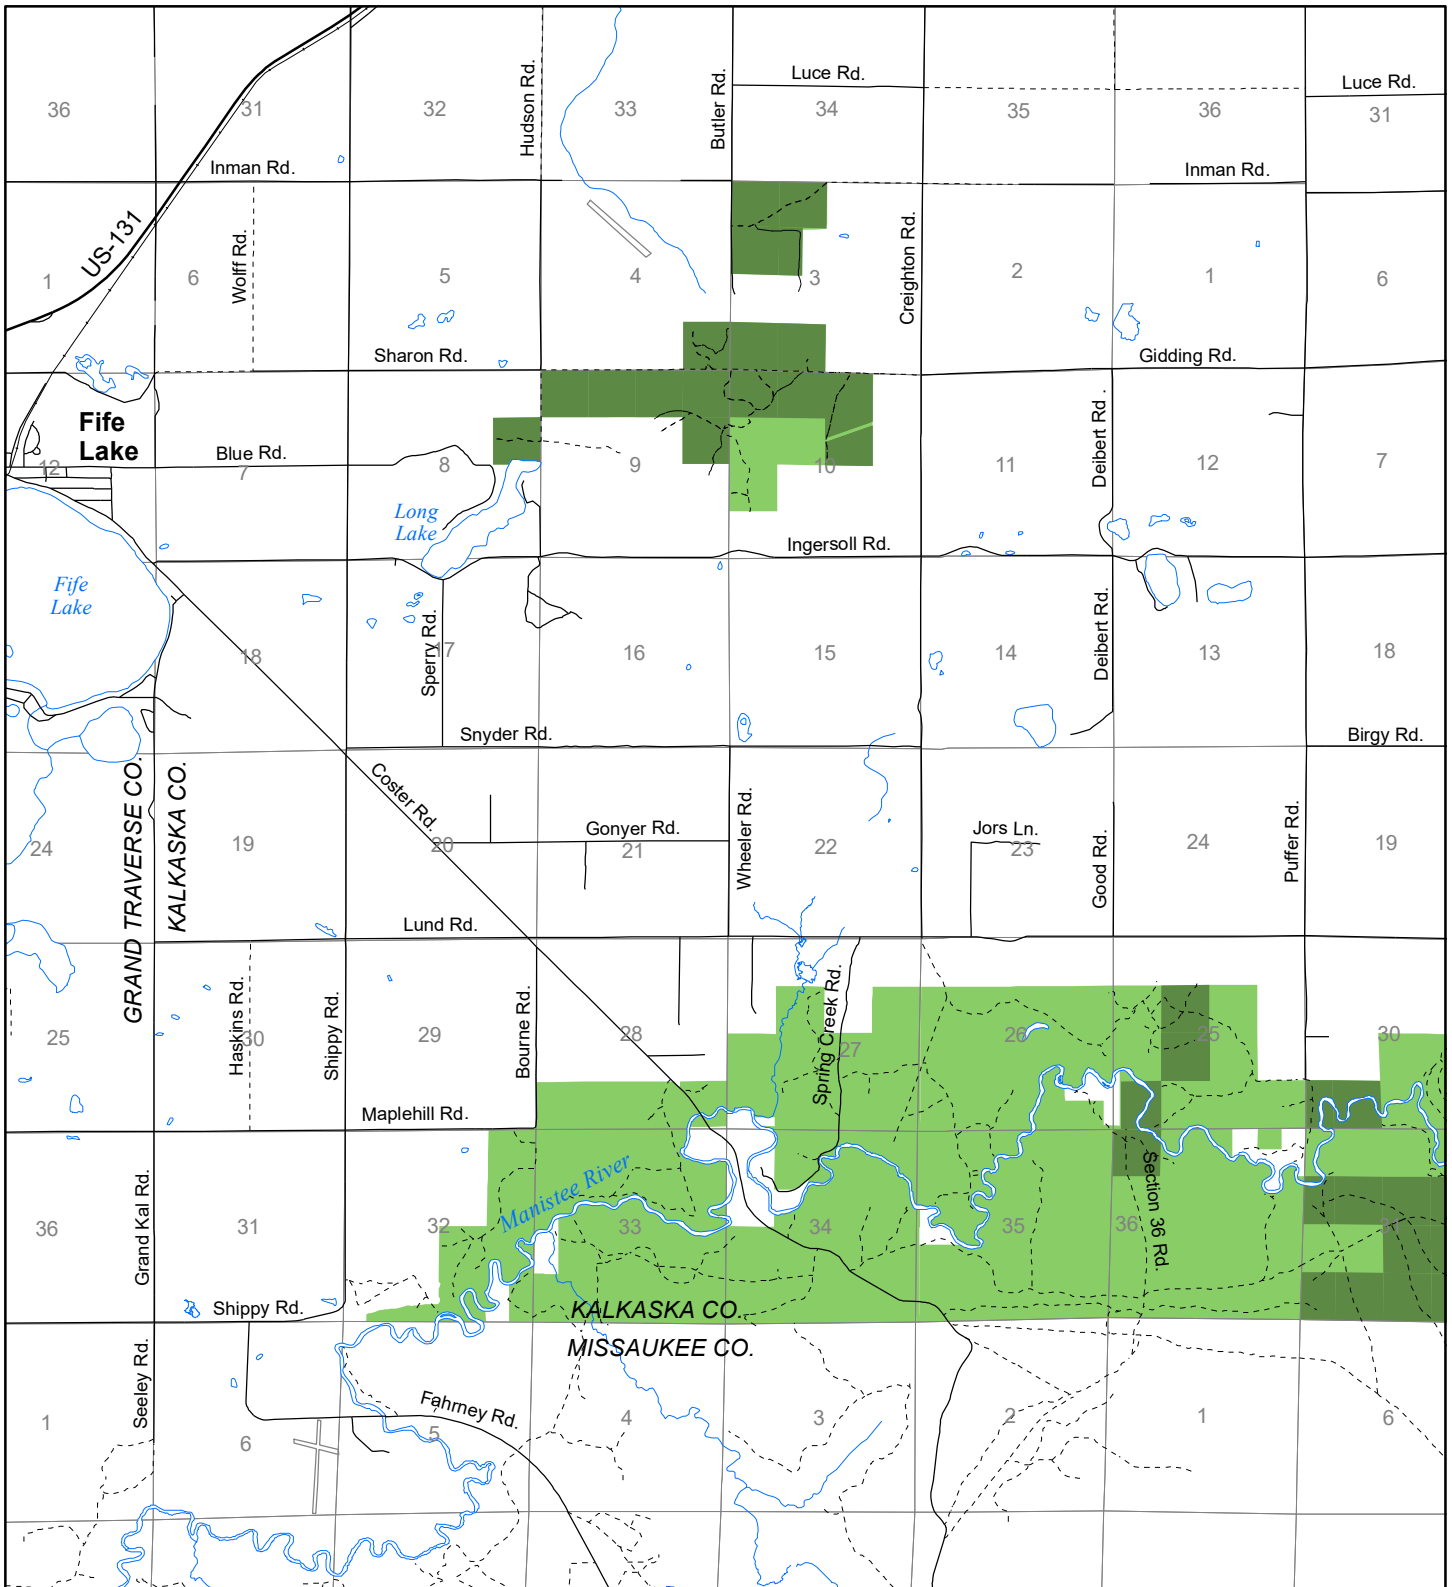 Luce Rd.
Luce Rd.
36
31
32
Hudson Rd.
33
Butler Rd.
34
35
36
31
Inman Rd.
Inman Rd.
US-131
1
6
Wolff Rd.
5
4
3
Creighton Rd.
2
1
6
Sharon Rd.
Gidding Rd.
Fife
Lake
12
Blue Rd.
7
8
9
10
11
Deibert Rd .
12
7
Long
Lake
Ingersoll Rd.
Fife
Lake
18
Sperry Rd.
17
16
15
14
Deibert Rd.
13
18
Snyder Rd.
Birgy Rd.
GRAND TRAVERSE CO.
KALKASKA CO.
Coster Rd.
24
19
20
Gonyer Rd.
21
Wheeler Rd.
22
Jors Ln.
23
Good Rd.
24
Puffer Rd.
19
Lund Rd.
25
Haskins Rd.
30
Shippy Rd.
29
Bourne Rd.
28
Spring Creek Rd.
27
26
25
30
Maplehill Rd.
Manistee River
Section 36 Rd.
36
Grand Kal Rd.
31
32
33
34
35
36
31
Shippy Rd.
KALKASKA CO.
MISSAUKEE CO.
Seeley Rd.
Fahrney Rd.
1
6
5
4
3
2
1
6